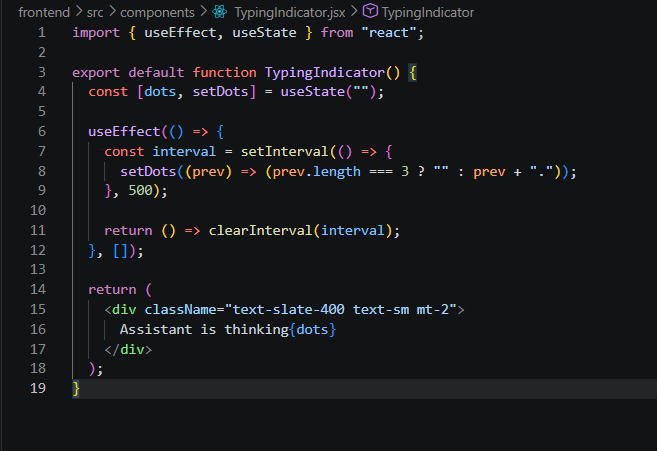 frontend > src > components > TypingIndicator.jsx > TypingIndicator
1 import { useEffect, useState } from "react";
2
3 export default function TypingIndicator() {
4   const [dots, setDots] = useState("");
5
6   useEffect(() => {
7     const interval = setInterval(() => {
8       setDots((prev) => (prev.length === 3 ? "" : prev + "."));
9     }, 500);
10
11     return () => clearInterval(interval);
12   }, []);
13
14   return (
15     <div className="text-slate-400 text-sm mt-2">
16       Assistant is thinking{dots}
17     </div>
18   );
19 }